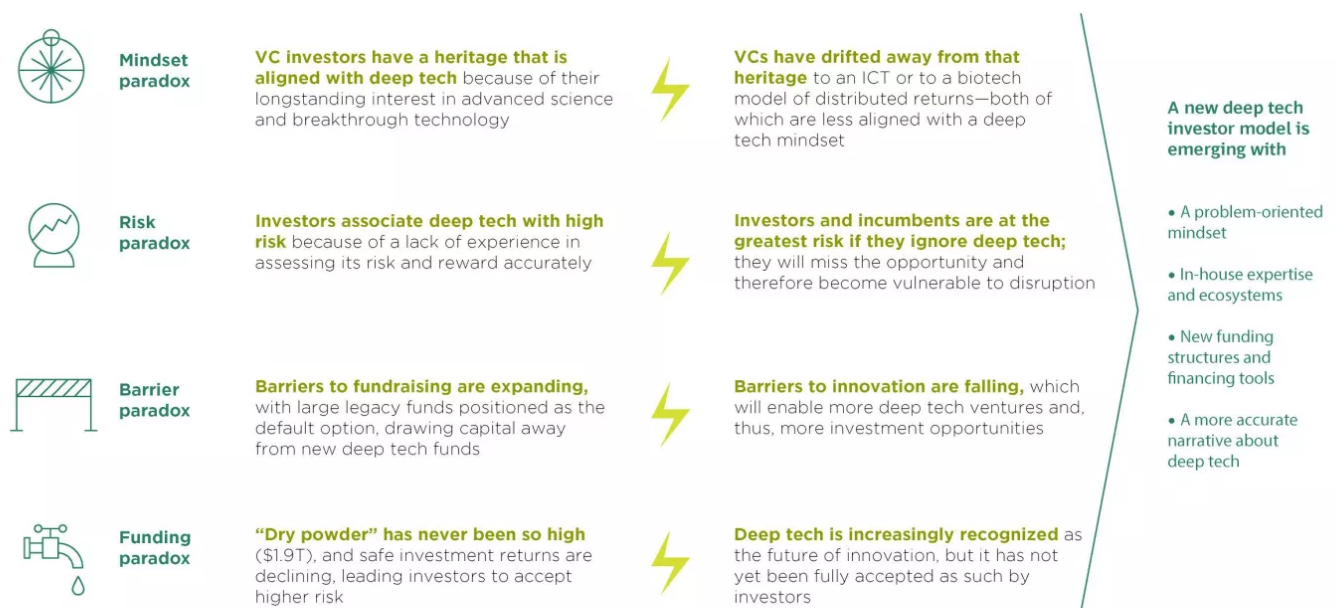 Mindset
paradox
VC investors have a heritage that is
aligned with deep tech because of their
longstanding interest in advanced science
and breakthrough technology
VCs have drifted away from that
heritage to an ICT or to a biotech
model of distributed returns—both of
which are less aligned with a deep
tech mindset
Risk
paradox
Investors associate deep tech with high
risk because of a lack of experience in
assessing its risk and reward accurately
Investors and incumbents are at the
greatest risk if they ignore deep tech;
they will miss the opportunity and
therefore become vulnerable to disruption
Barrier
paradox
Barriers to fundraising are expanding,
with large legacy funds positioned as the
default option, drawing capital away
from new deep tech funds
Barriers to innovation are falling, which
will enable more deep tech ventures and,
thus, more investment opportunities
Funding
paradox
“Dry powder” has never been so high
($1.9T), and safe investment returns are
declining, leading investors to accept
higher risk
Deep tech is increasingly recognized as
the future of innovation, but it has not
yet been fully accepted as such by
investors
A new deep tech
investor model is
emerging with
• A problem-oriented
mindset
• In-house expertise
and ecosystems
• New funding
structures and
financing tools
• A more accurate
narrative about
deep tech